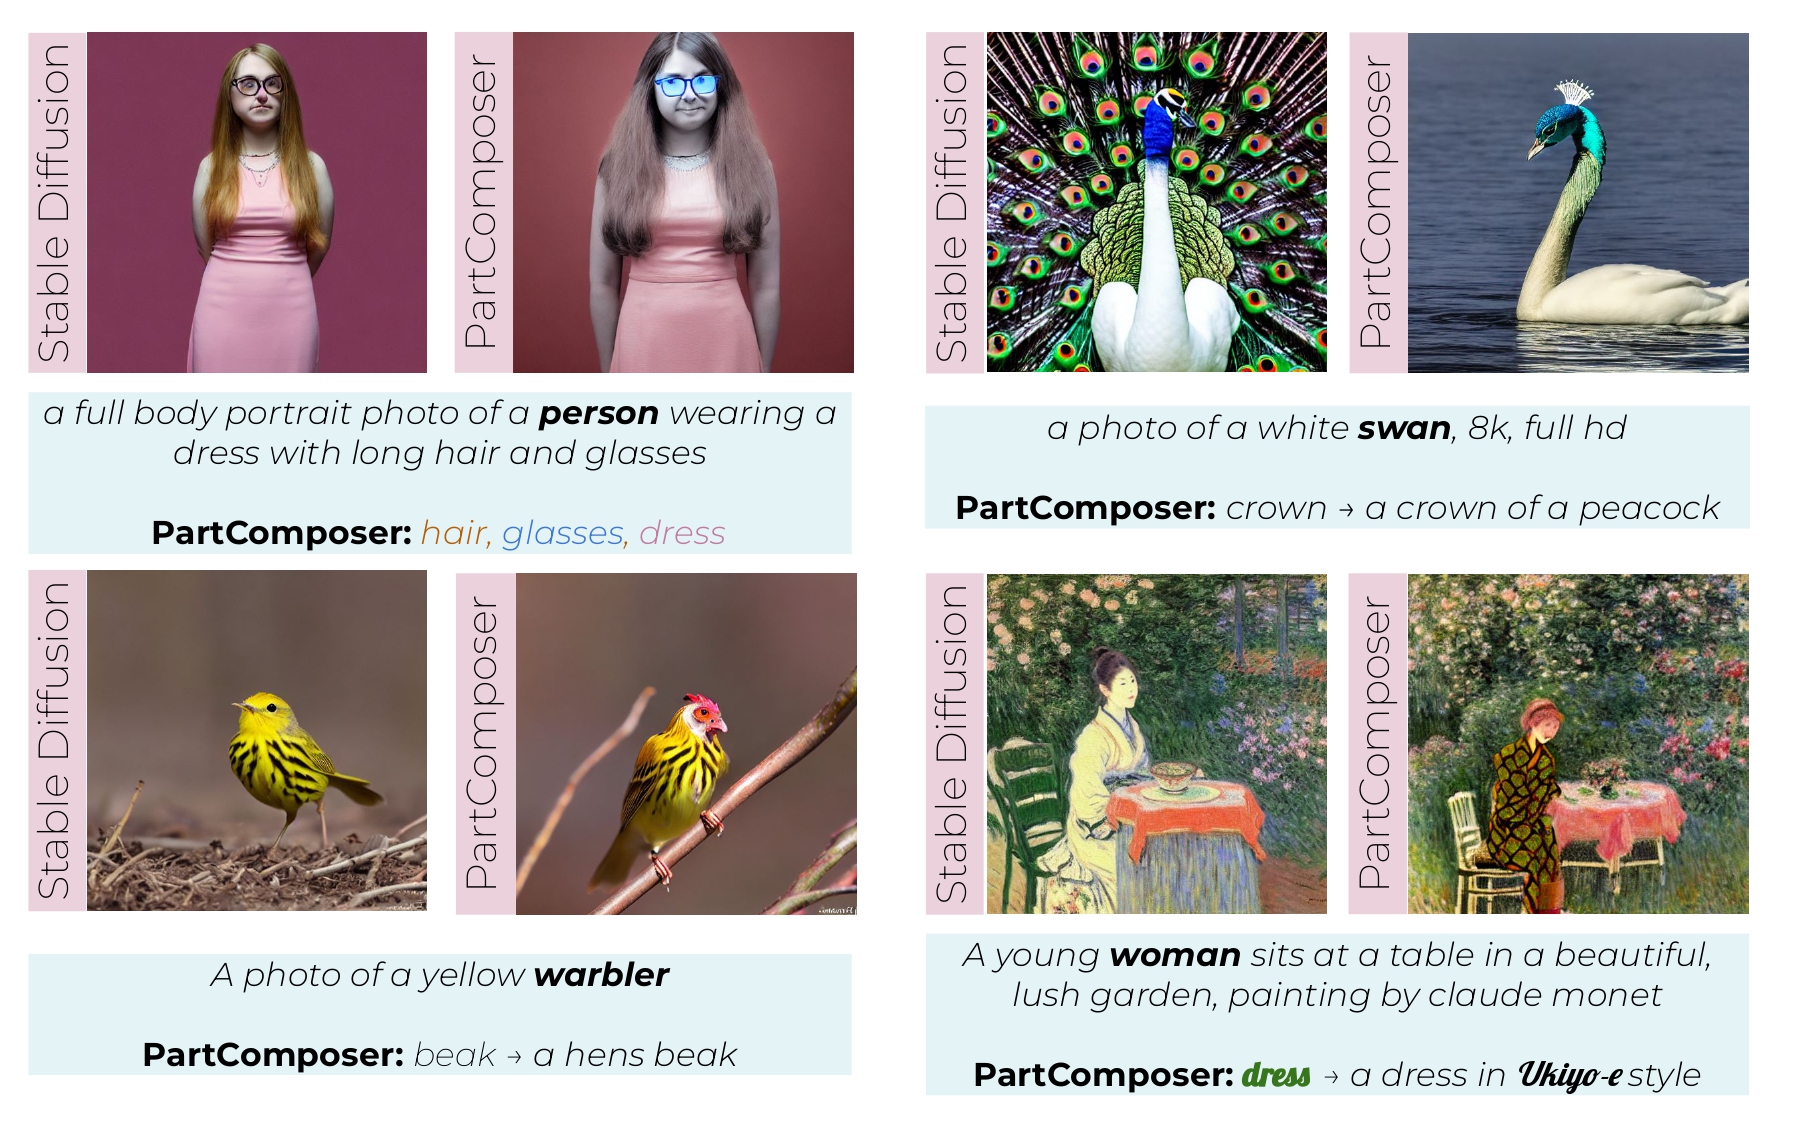 Stable Diffusion
PartComposer
a full body portrait photo of a person wearing a
dress with long hair and glasses
PartComposer: hair, glasses, dress
Stable Diffusion
PartComposer
a photo of a white swan, 8k, full hd
PartComposer: crown → a crown of a peacock
Stable Diffusion
PartComposer
A photo of a yellow warbler
PartComposer: beak → a hens beak
Stable Diffusion
PartComposer
A young woman sits at a table in a beautiful,
lush garden, painting by claude monet
PartComposer: dress → a dress in Ukiyo-e style